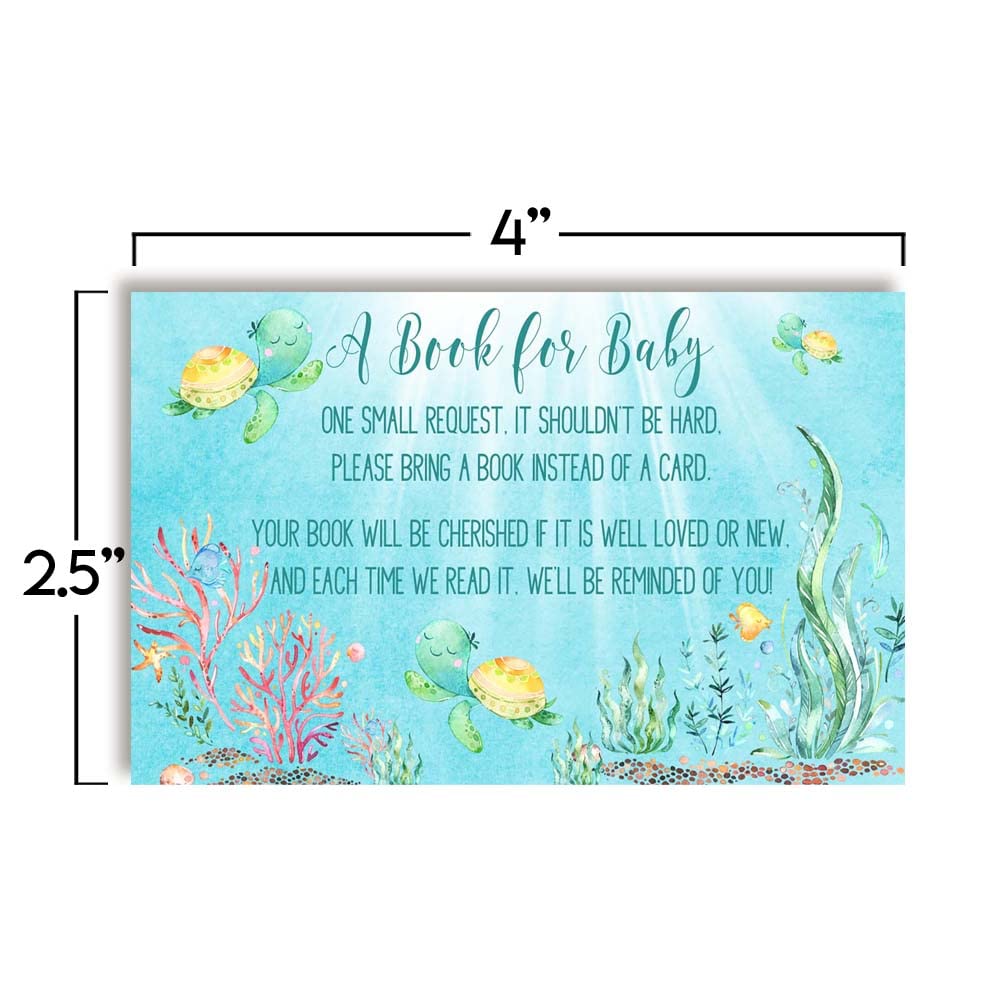 4”
2.5”
A Book for Baby
ONE SMALL REQUEST, IT SHOULDN'T BE HARD,
PLEASE BRING A BOOK INSTEAD OF A CARD.
YOUR BOOK WILL BE CHERISHED IF IT IS WELL LOVED OR NEW,
AND EACH TIME WE READ IT, WE'LL BE REMINDED OF YOU!